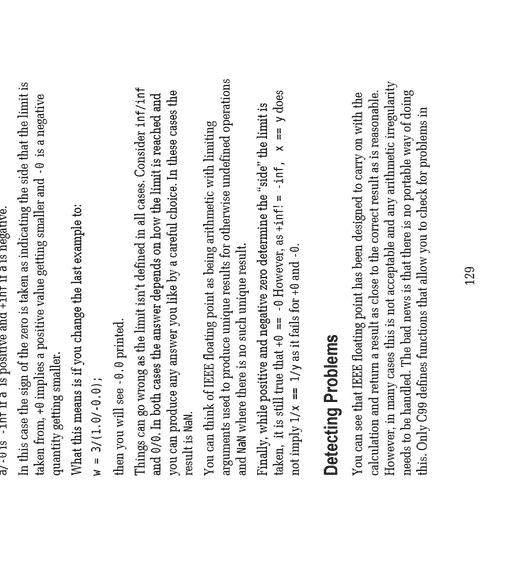 a/-0 is -inf if a is positive and +inf if a is negative.
In this case the sign of the zero is taken as indicating the side that the limit is
taken from, +0 implies a positive value getting smaller and -0 is a negative
quantity getting smaller.
What this means is if you change the last example to:
w = 3/(1.0/-0.0);
then you will see -0.0 printed.
Things can go wrong as the limit isn't defined in all cases. Consider inf/inf
and 0/0. In both cases the answer depends on how the limit is reached and
you can produce any answer you like by a careful choice. In these cases the
result is NaN.
You can think of IEEE floating point as being arithmetic with limiting
arguments used to produce unique results for otherwise undefined operations
and NaN where there is no such unique result.
Finally, while positive and negative zero determine the "side" the limit is
taken, it is still true that +0 == -0 However, as +inf! = -inf, x == y does
not imply 1/x == 1/y as it fails for +0 and -0.
Detecting Problems
You can see that IEEE floating point has been designed to carry on with the
calculation and return a result as close to the correct result as is reasonable.
However, in many cases this is not acceptable and any arithmetic irregularity
needs to be handled. The bad news is that there is no portable way of doing
this. Only C99 defines functions that allow you to check for problems in
129